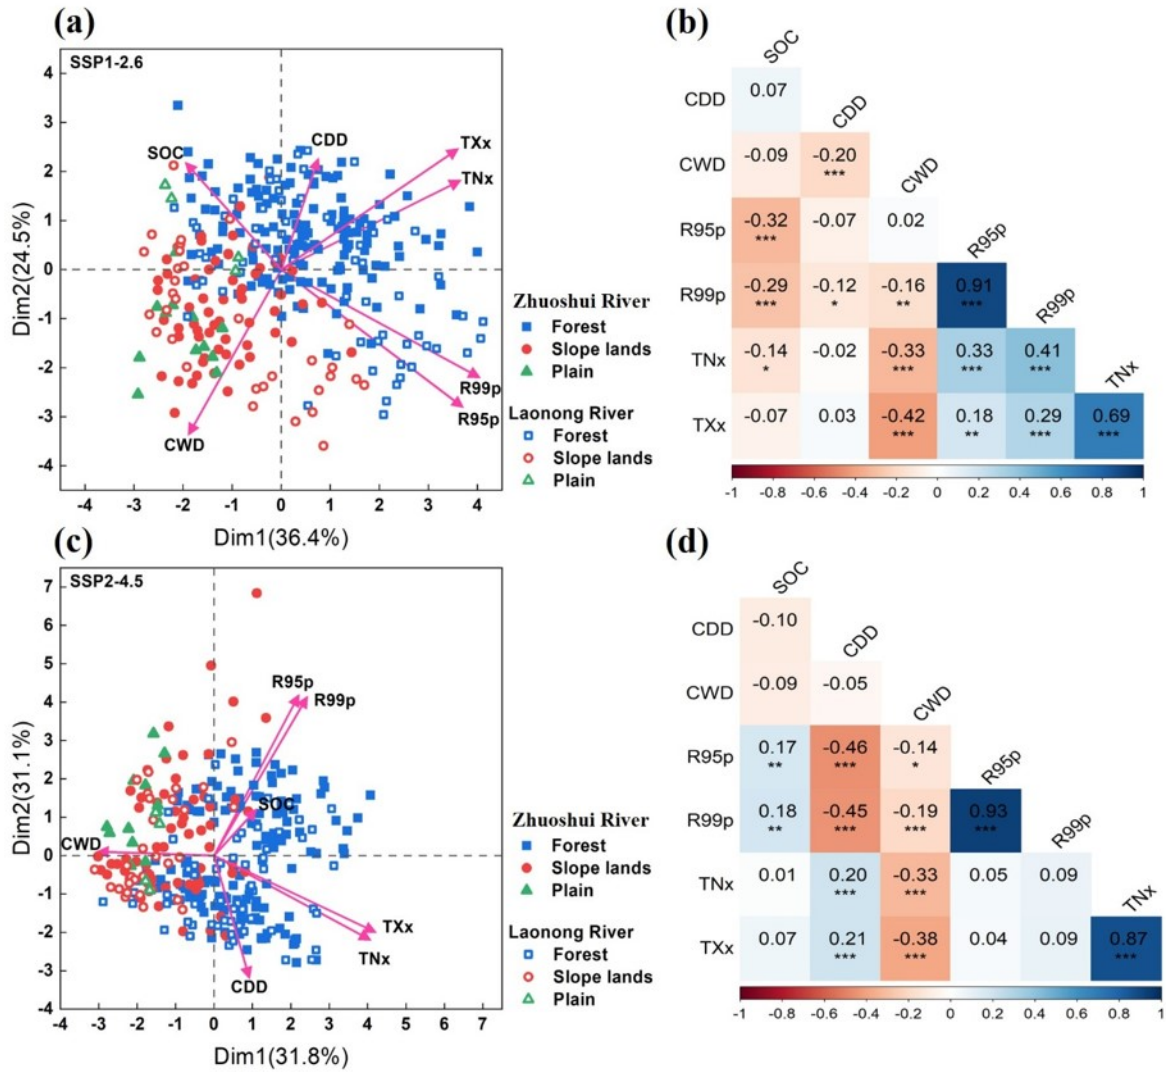 (a)
SSP1-2.6
SOC
CDD
TXx
TNx
R99p
R95p
CWD
4
3
2
1
0
-1
-2
-3
-4
Dim2(24.5%)
-4 -3 -2 -1 0 1 2 3 4
Dim1(36.4%)
Zhuoshui River
Forest
Slope lands
Plain
Laonong River
Forest
Slope lands
Plain
(b)
SOC
CDD 0.07 CDD
CWD -0.09 -0.20 CWD
***
R95p -0.32 -0.07 0.02 R95p
***
R99p -0.29 -0.12 -0.16 0.91 R99p
*** * ** ***
TNx -0.14 -0.02 -0.33 0.33 0.41 TNx
* *** *** ***
TXx -0.07 0.03 -0.42 0.18 0.29 0.69
*** ** *** ***
-1 -0.8 -0.6 -0.4 -0.2 0 0.2 0.4 0.6 0.8 1
(c)
SSP2-4.5
R95p
R99p
SOC
CWD
TXx
TNx
CDD
7
6
5
4
3
2
1
0
-1
-2
-3
-4
Dim2(31.1%)
-4 -3 -2 -1 0 1 2 3 4 5 6 7
Dim1(31.8%)
Zhuoshui River
Forest
Slope lands
Plain
Laonong River
Forest
Slope lands
Plain
(d)
SOC
CDD -0.10 CDD
CWD -0.09 -0.05 CWD
R95p 0.17 -0.46 -0.14 R95p
** *** *
R99p 0.18 -0.45 -0.19 0.93 R99p
** *** *** ***
TNx 0.01 0.20 -0.33 0.05 0.09 TNx
*** ***
TXx 0.07 0.21 -0.38 0.04 0.09 0.87
*** *** ***
-1 -0.8 -0.6 -0.4 -0.2 0 0.2 0.4 0.6 0.8 1